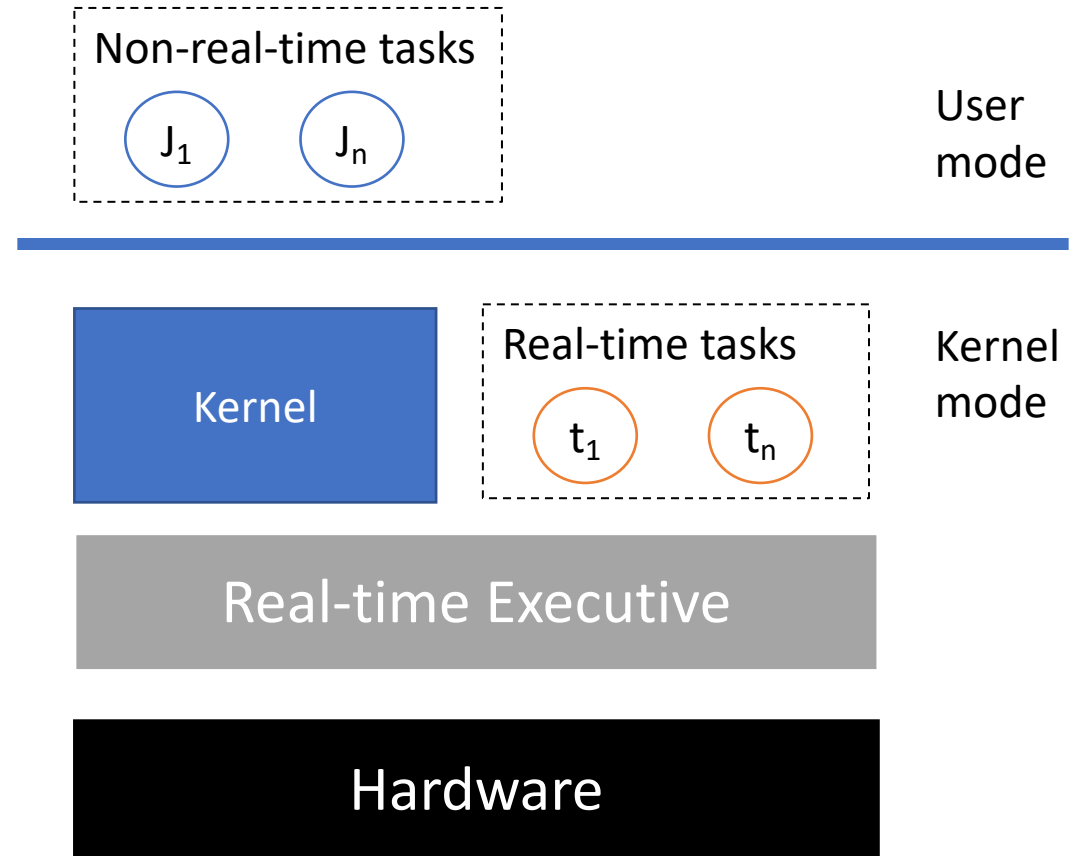 Non-real-time tasks
J1
Jn
User
mode
Kernel
Real-time tasks
t1
tn
Kernel
mode
Real-time Executive
Hardware